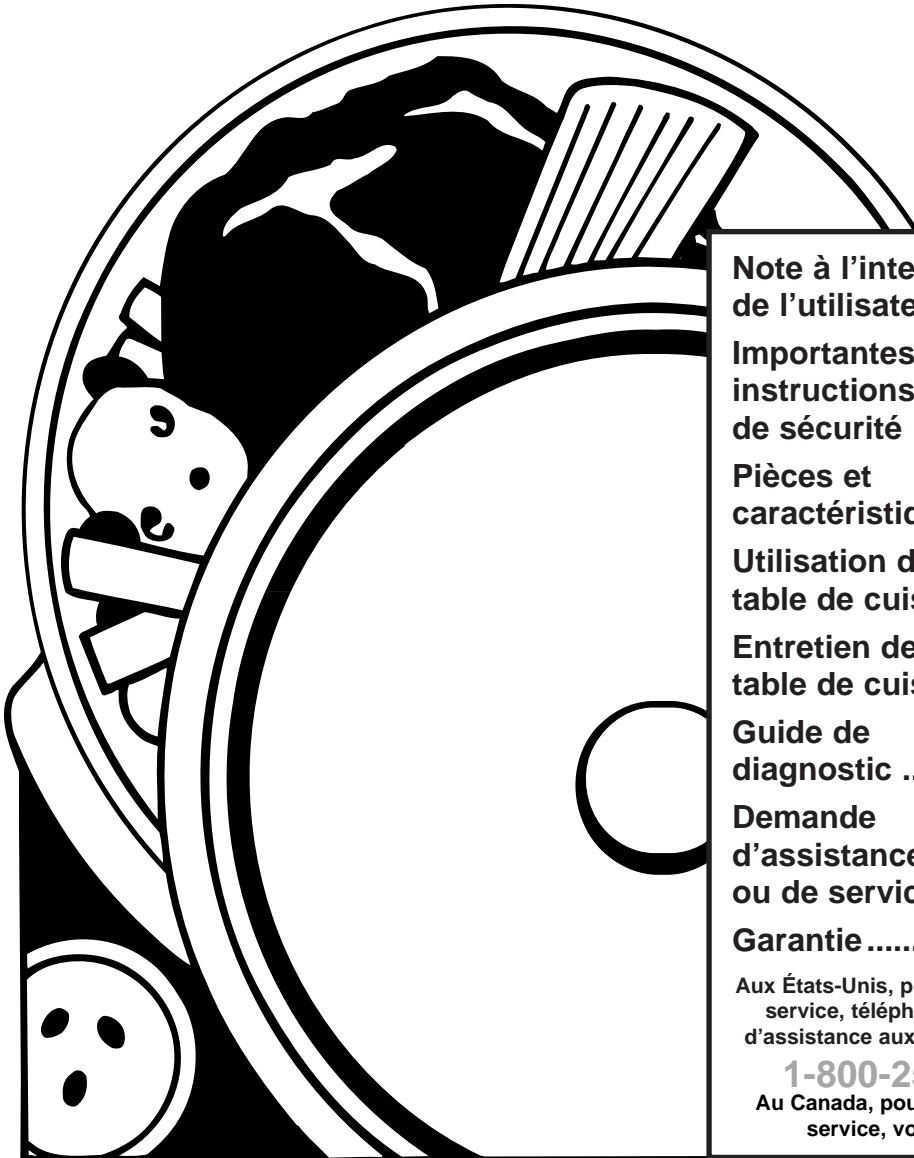 Note à l’inte
de l’utilisate
Importantes
instructions
de sécurité
Pièces et
caractéristiq
Utilisation d
table de cuis
Entretien de
table de cuis
Guide de
diagnostic ..
Demande
d’assistance
ou de servic
Garantie......
Aux États-Unis, p
service, téléph
d’assistance aux
1-800-25
Au Canada, pou
service, vo